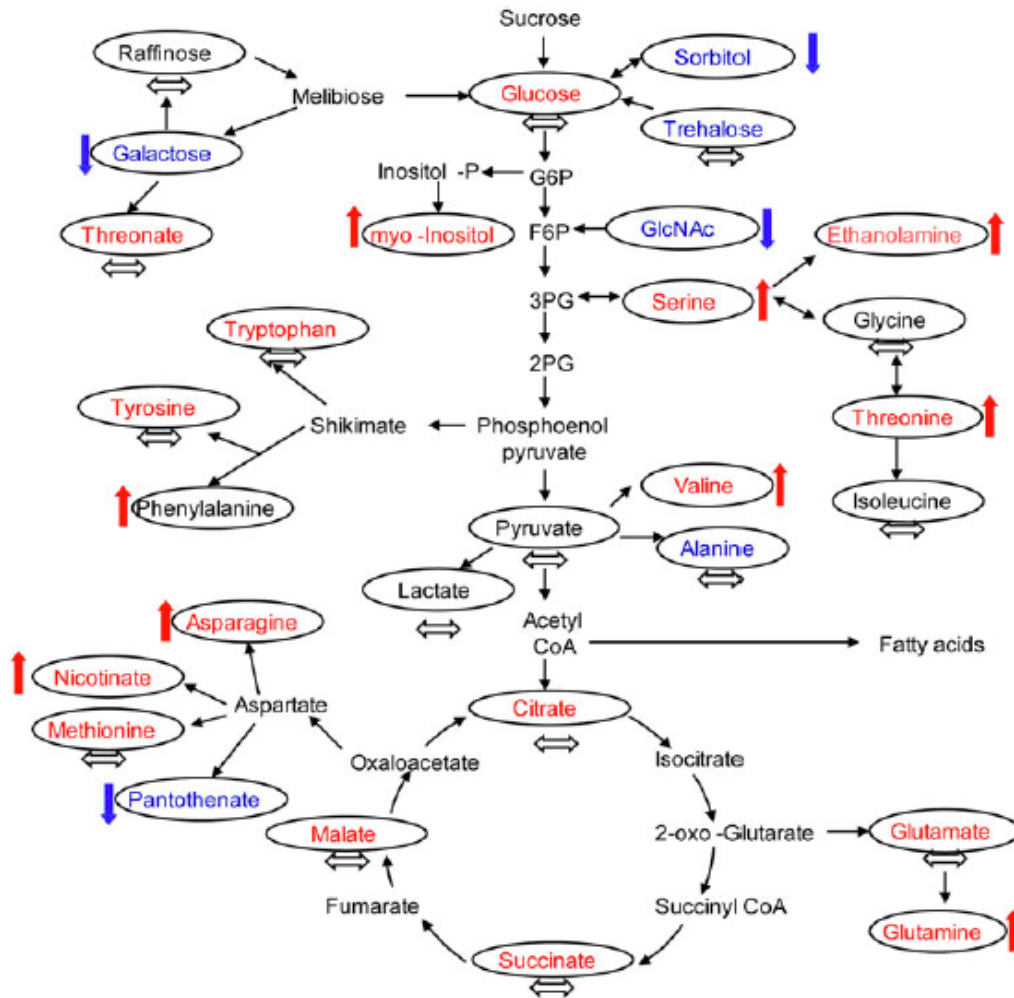 Sucrose
Raffinose
Sorbitol
Melibiose
Glucose
Trehalose
Galactose
Inositol -P
G6P
Threonate
myo -Inositol
F6P
GlcNAc
Ethanolamine
3PG
Serine
Glycine
Tryptophan
2PG
Tyrosine
Shikimate
Phosphoenol
pyruvate
Threonine
Valine
Phenylalanine
Pyruvate
Isoleucine
Alanine
Lactate
Asparagine
Acetyl
CoA
Fatty acids
Nicotinate
Aspartate
Citrate
Methionine
Oxaloacetate
Isocitrate
Pantothenate
Malate
2-oxo -Glutarate
Glutamate
Fumarate
Succinyl CoA
Glutamine
Succinate